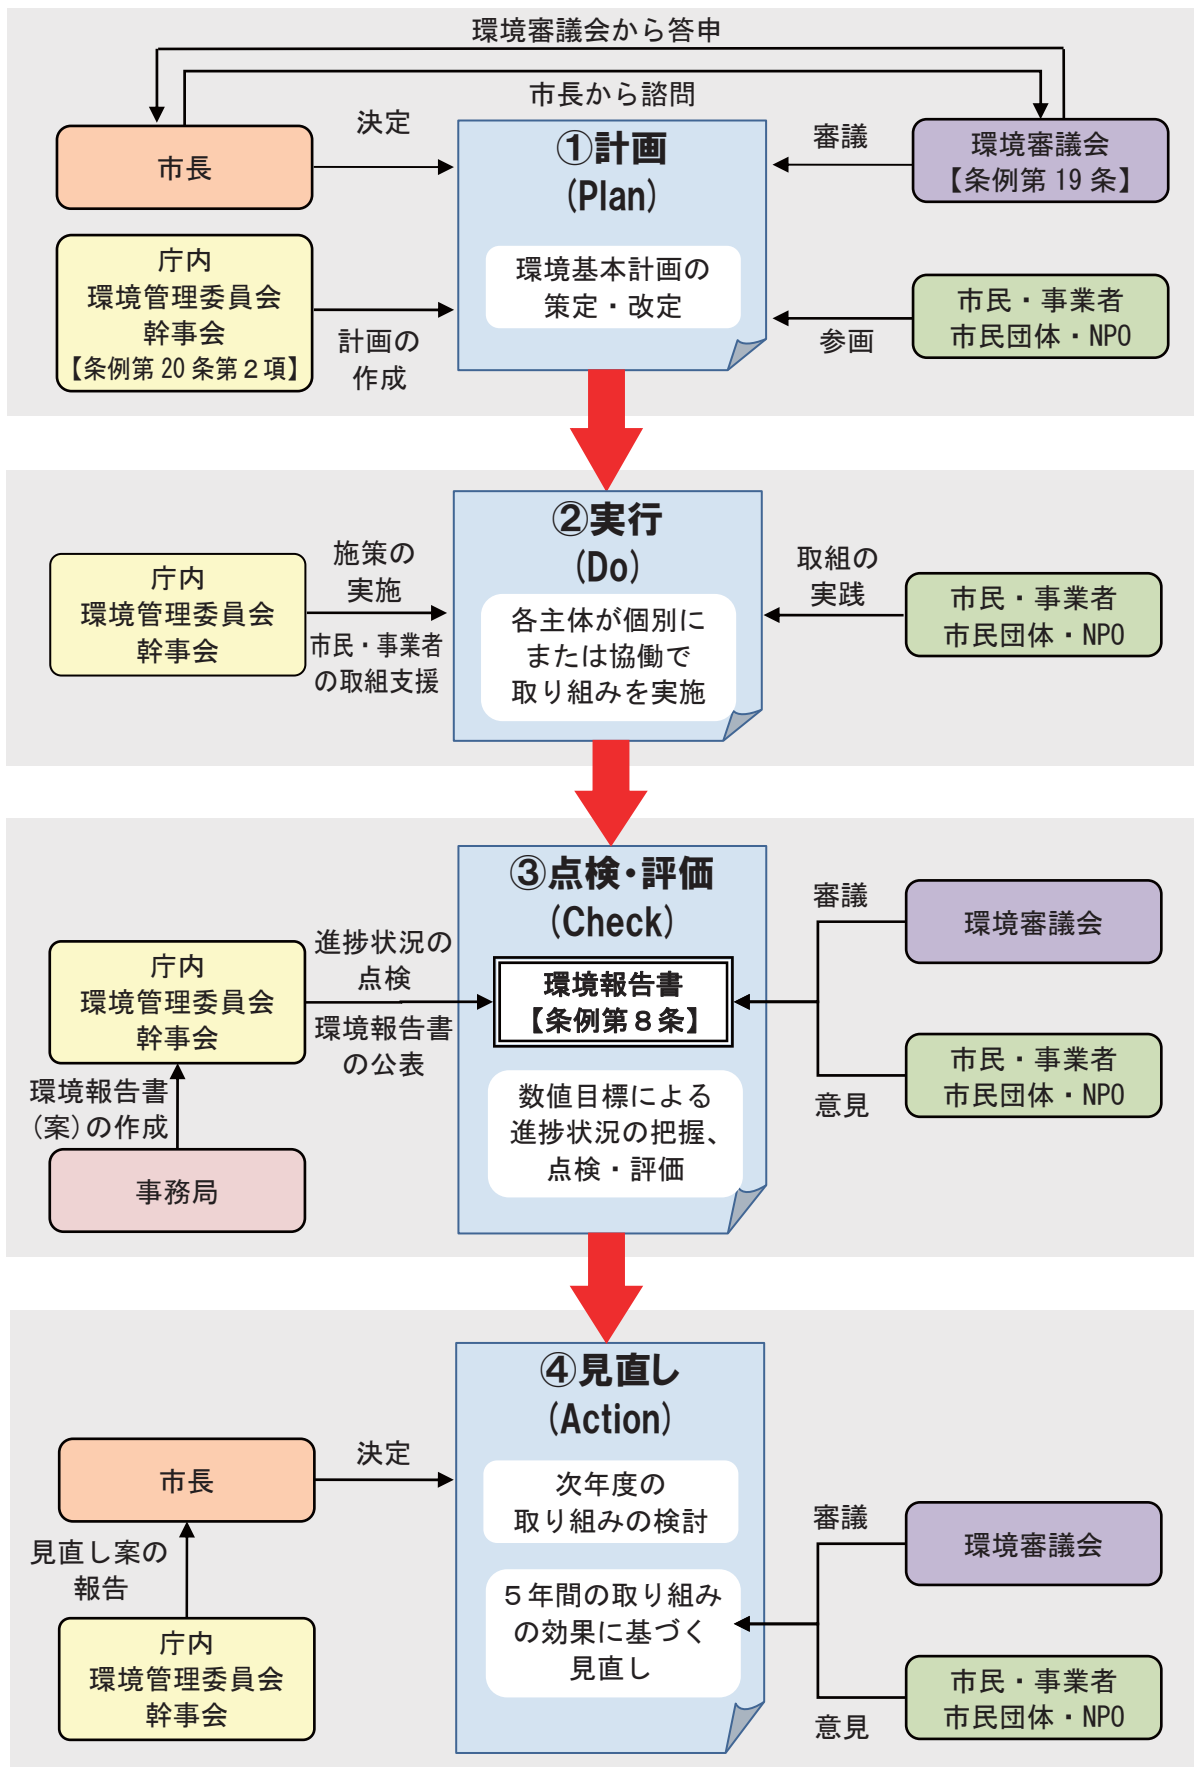 環境審議会から答申
市長から諮問
市長
決定
①計画
(Plan)
環境基本計画の
策定・改定
審議
環境審議会
【条例第 19 条】
庁内
環境管理委員会
幹事会
【条例第 20 条第２項】
計画の
作成
参画
市民・事業者
市民団体・NPO
②実行
(Do)
各主体が個別に
または協働で
取り組みを実施
庁内
環境管理委員会
幹事会
施策の
実施
市民・事業者
の取組支援
取組の
実践
市民・事業者
市民団体・NPO
③点検・評価
(Check)
環境報告書
【条例第８条】
数値目標による
進捗状況の把握、
点検・評価
庁内
環境管理委員会
幹事会
進捗状況の
点検
環境報告書
の公表
環境報告書
(案)の作成
事務局
審議
環境審議会
意見
市民・事業者
市民団体・NPO
④見直し
(Action)
次年度の
取り組みの検討
５年間の取り組み
の効果に基づく
見直し
市長
決定
見直し案の
報告
庁内
環境管理委員会
幹事会
審議
環境審議会
意見
市民・事業者
市民団体・NPO